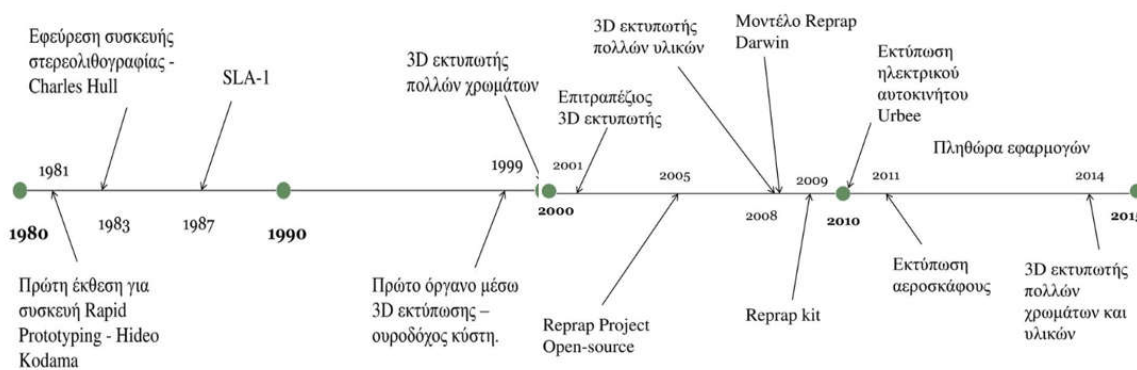 Εφεύρεση συσκευής
στερεολιθογραφίας -
Charles Hull
SLA-1
3D εκτυπωτής
πολλών χρωμάτων
Επιτραπέζιος
3D εκτυπωτής
3D εκτυπωτής
πολλών υλικών
Μοντέλο Reprap
Darwin
Εκτύπωση
ηλεκτρικού
αυτοκινήτου
Urbee
Πληθώρα εφαρμογών
1981
1999
2001
2005
2009
2011
2014
1980
1983
1987
1990
2000
2008
2010
2015
Πρώτη έκθεση για
συσκευή Rapid
Prototyping - Hideo
Kodama
Πρώτο όργανο μέσω
3D εκτύπωσης –
ουροδόχος κύστη.
Reprap Project
Open-source
Reprap kit
Εκτύπωση
αεροσκάφους
3D εκτυπωτής
πολλών
χρωμάτων και
υλικών